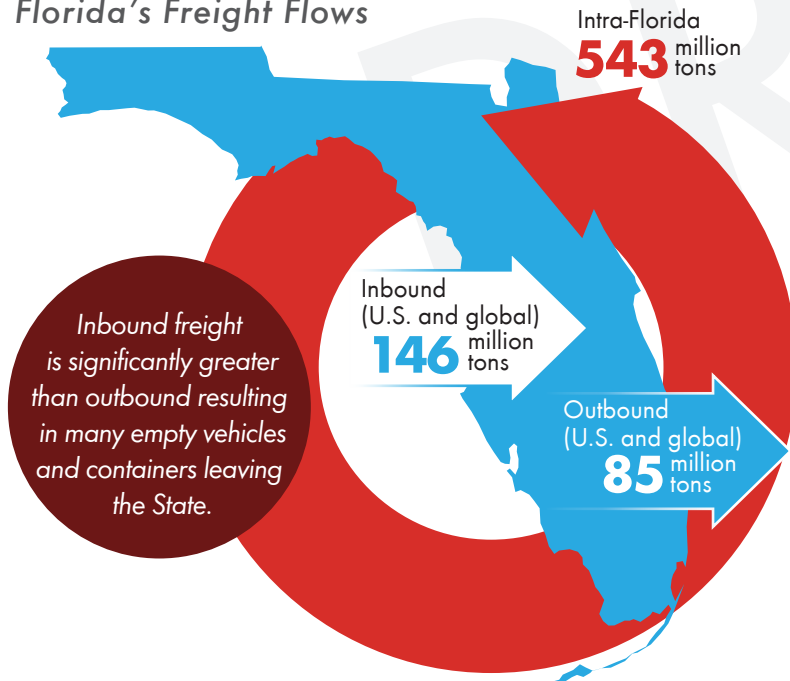 Florida's Freight Flows
Intra-Florida
543 million tons
Inbound
(U.S. and global)
146 million tons
Inbound freight
is significantly greater
than outbound resulting
in many empty vehicles
and containers leaving
the State.
Outbound
(U.S. and global)
85 million tons